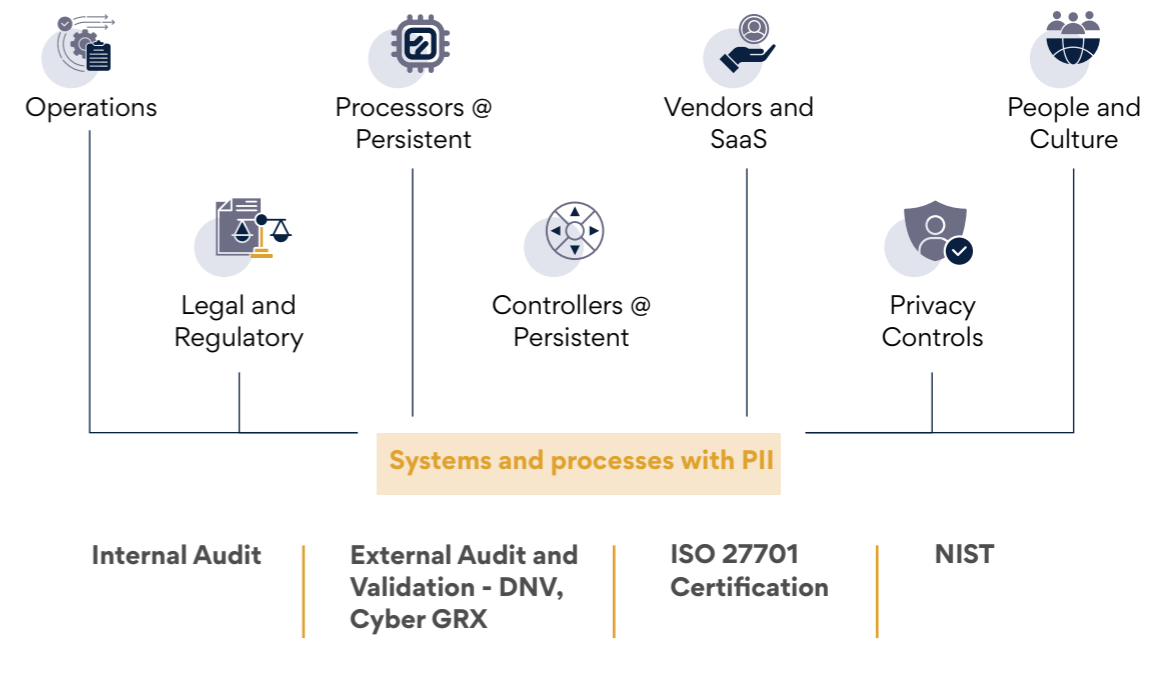 Operations
Processors @
Persistent
Vendors and
SaaS
People and
Culture
Legal and
Regulatory
Controllers @
Persistent
Privacy
Controls
Systems and processes with PII
Internal Audit
External Audit and
Validation - DNV,
Cyber GRX
ISO 27701
Certification
NIST